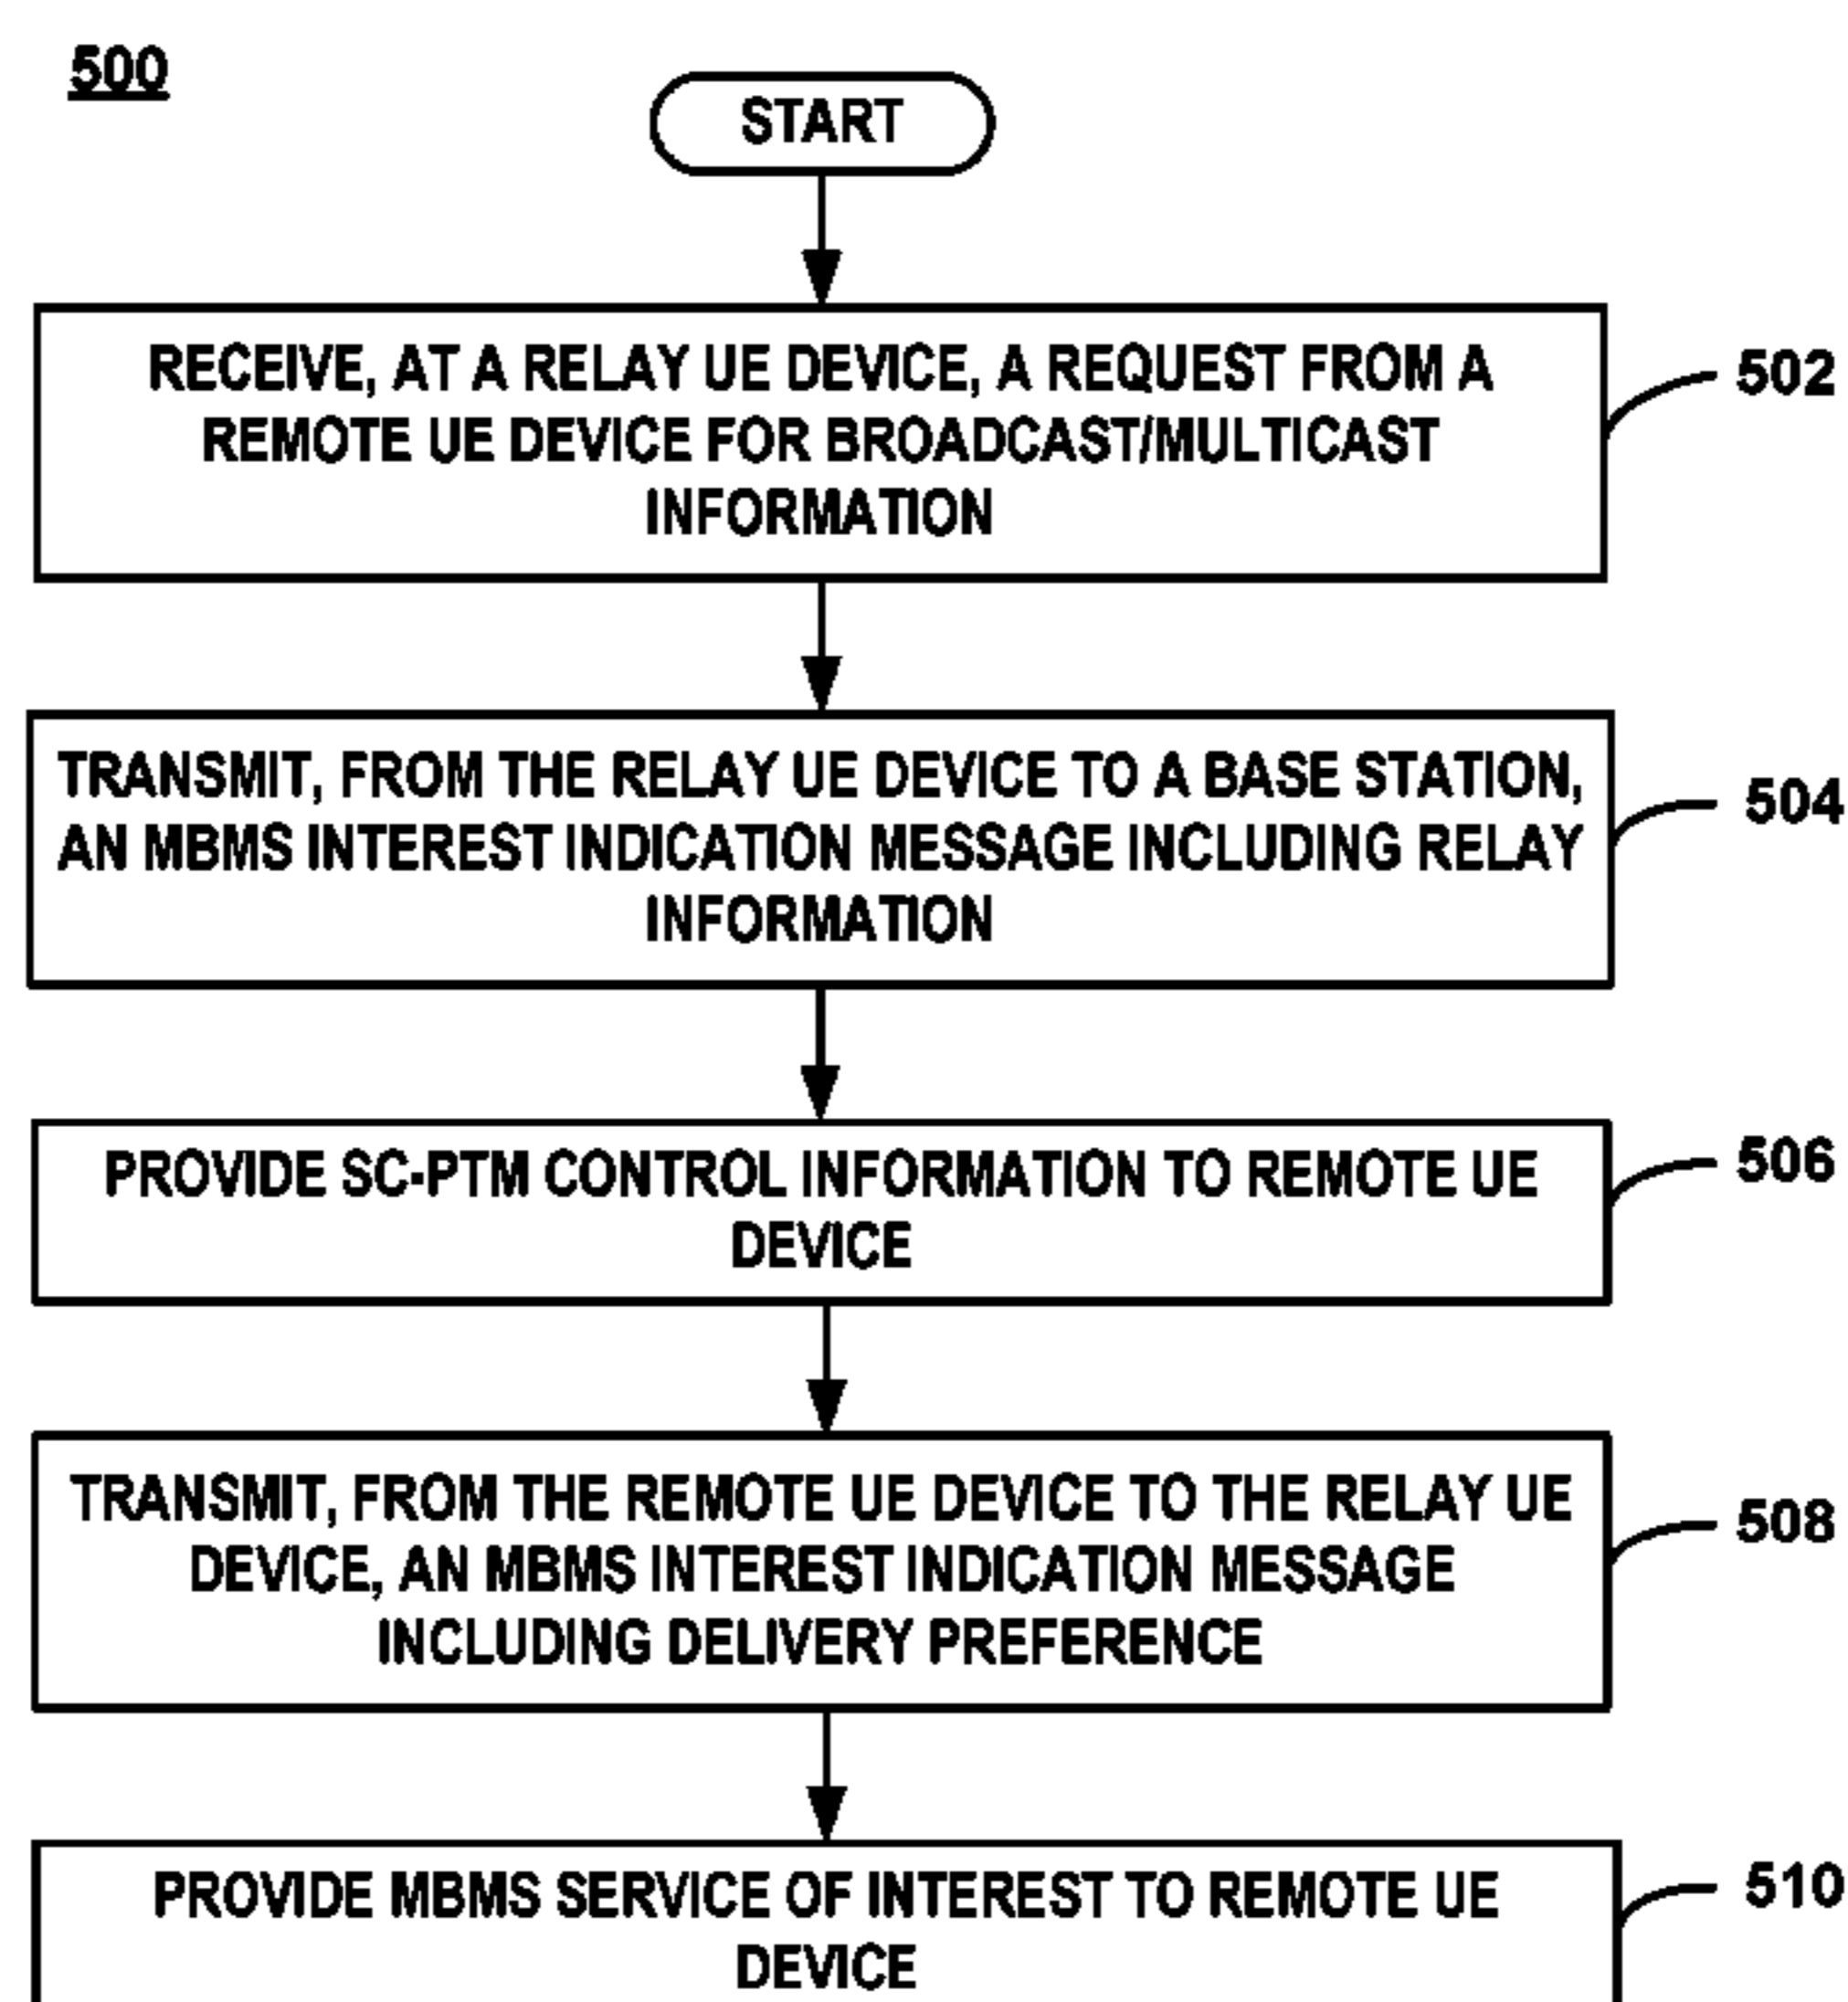 500
START
RECEIVE, AT A RELAY UE DEVICE, A REQUEST FROM A
REMOTE UE DEVICE FOR BROADCAST/MULTICAST
INFORMATION
502
TRANSMIT, FROM THE RELAY UE DEVICE TO A BASE STATION,
AN MBMS INTEREST INDICATION MESSAGE INCLUDING RELAY
INFORMATION
504
PROVIDE SC-PTM CONTROL INFORMATION TO REMOTE UE
DEVICE
506
TRANSMIT, FROM THE REMOTE UE DEVICE TO THE RELAY UE
DEVICE, AN MBMS INTEREST INDICATION MESSAGE
INCLUDING DELIVERY PREFERENCE
508
PROVIDE MBMS SERVICE OF INTEREST TO REMOTE UE
DEVICE
510